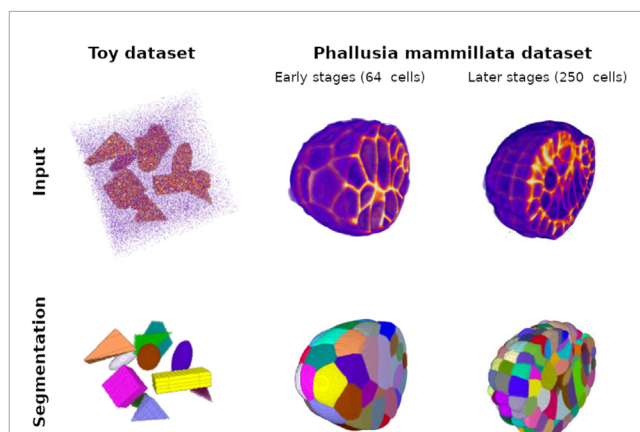 Toy dataset
Phallusia mammillata dataset
Early stages (64 cells)
Later stages (250 cells)
Input
Segmentation